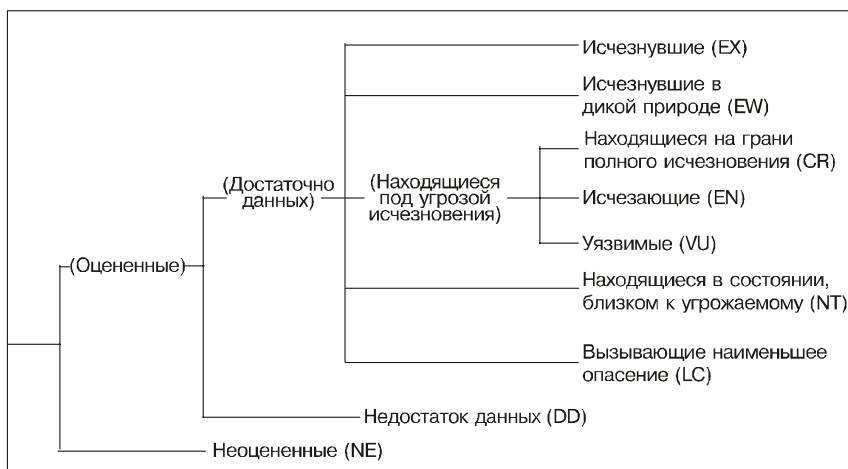 Исчезнувшие (EX)
Исчезнувшие в
дикой природе (EW)
Находящиеся на грани
полного исчезновения (CR)
(Достаточно
данных)
(Находящиеся
под угрозой
исчезновения)
Исчезающие (EN)
Уязвимые (VU)
(Оцененные)
Находящиеся в состоянии,
близком к угрожаемому (NT)
Вызывающие наименьшее
опасение (LC)
Недостаток данных (DD)
Неоцененные (NE)